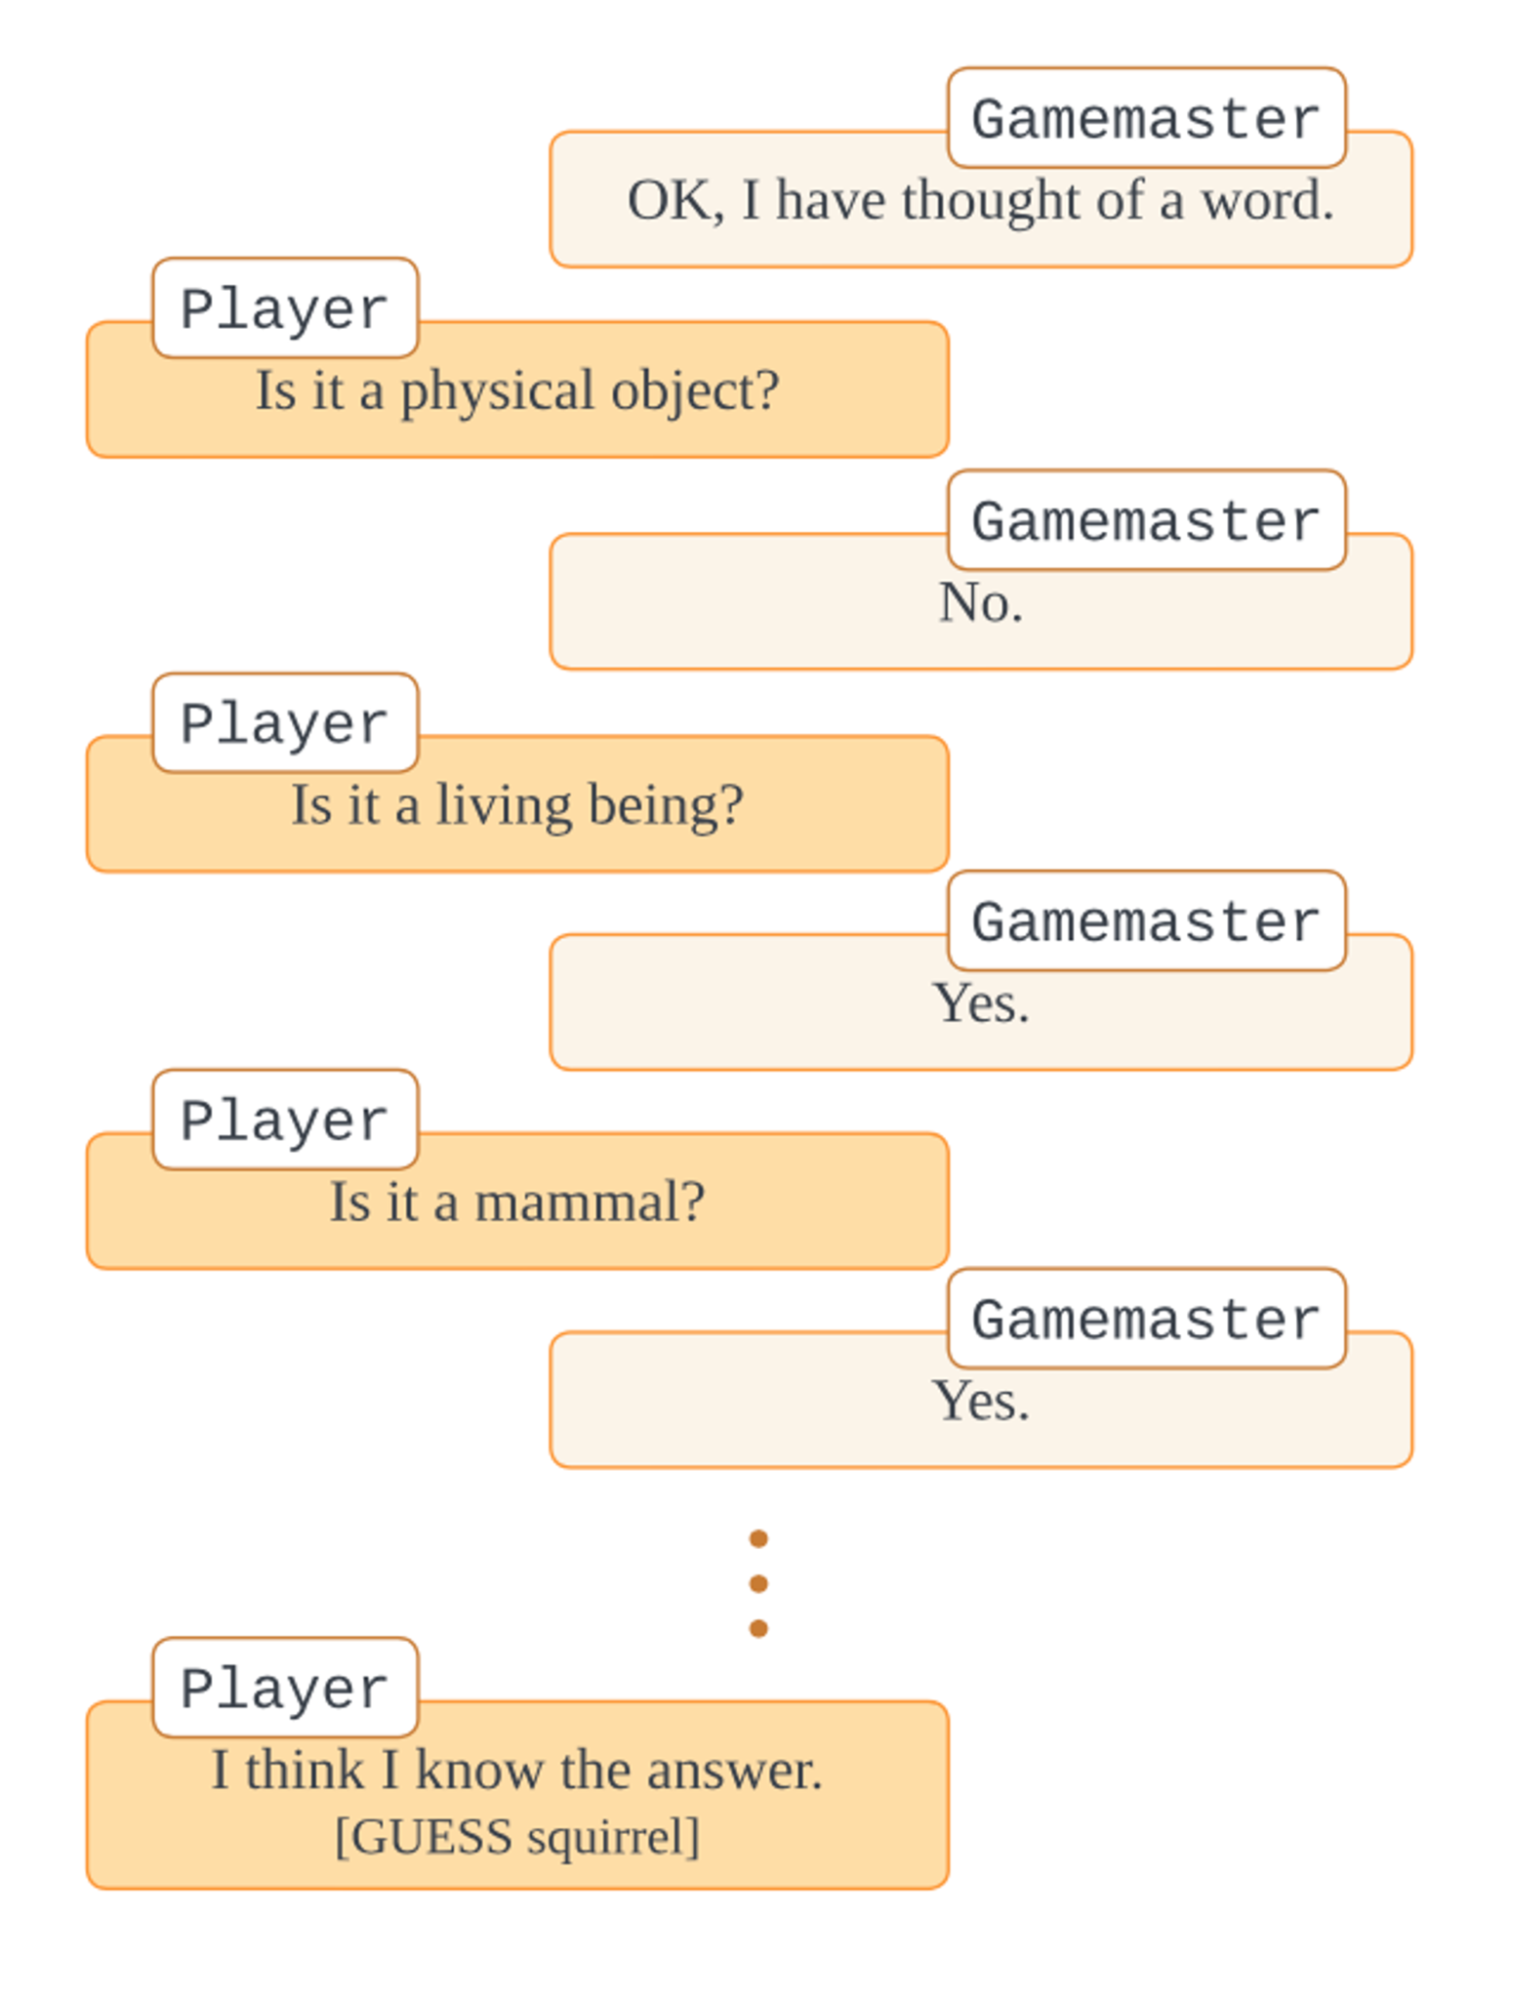 Gamemaster
OK, I have thought of a word.
Player
Is it a physical object?
Gamemaster
No.
Player
Is it a living being?
Gamemaster
Yes.
Player
Is it a mammal?
Gamemaster
Yes.
Player
I think I know the answer.
[GUESS squirrel]